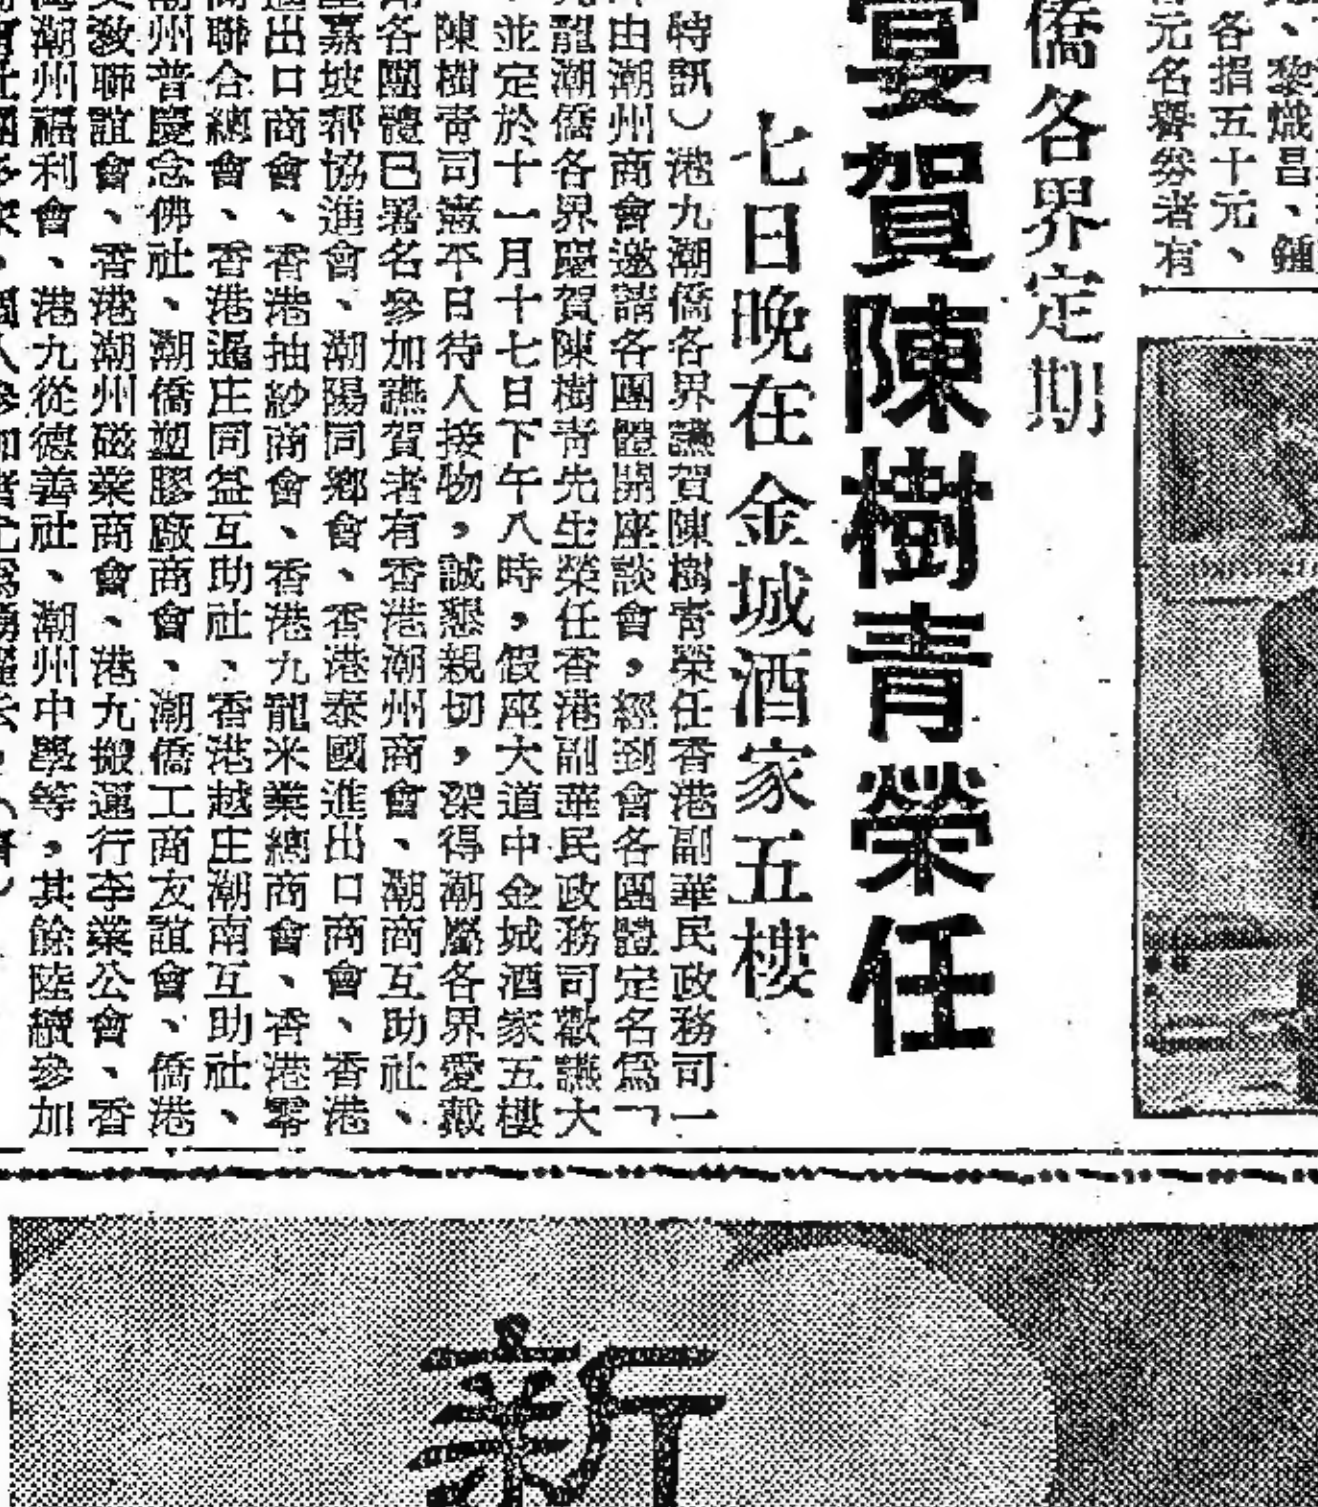 黎熾昌、鍾
各捐五十元、
元名譽劵者有
僑各界定期
宴賀陳樹青榮任
七日晚在金城酒家五樓
特訊）港九潮僑各界讌賀陳樹青榮任香港副華民政務司一
由潮州商會邀請各團體開座談會，經到會各團體定名爲「
龍潮僑各界慶賀陳樹青先生榮任香港副華民政務司歡讌大
並定於十一月十七日下午八時，假座大道中金城酒家五樓
陳樹青司憲平日待人接物，誠懇親切，深得潮屬各界愛戴
各團體已署名參加讌賀者有香港潮州商會、潮商互助社、
嘉坡幇協進會、潮陽同鄉會、香港泰國進出口商會、香港
出口商會、香港抽紗商會、香港九龍米業總商會、香港零
聯合總會、香港暹庄同益互助社、香港越庄潮南互助社、
州普慶念佛社、潮僑塑膠廠商會、潮僑工商友誼會、僑港
教聯誼會、香港潮州磁業商會、港九搬運行李業公會、香
潮州福利會、港九從德善社、潮州中學等，其餘陸續參加
新